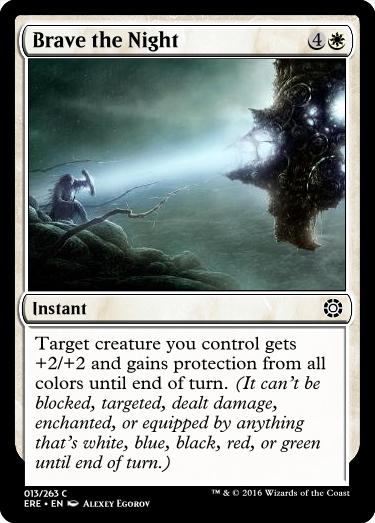 Brave the Night 4
Instant
Target creature you control gets
+2/+2 and gains protection from all
colors until end of turn. (It can't be
blocked, targeted, dealt damage,
enchanted, or equipped by anything
that's white, blue, black, red, or green
until end of turn.)
013/263 C
ERE • EN Alexey Egorov
™ & © 2016 Wizards of the Coast